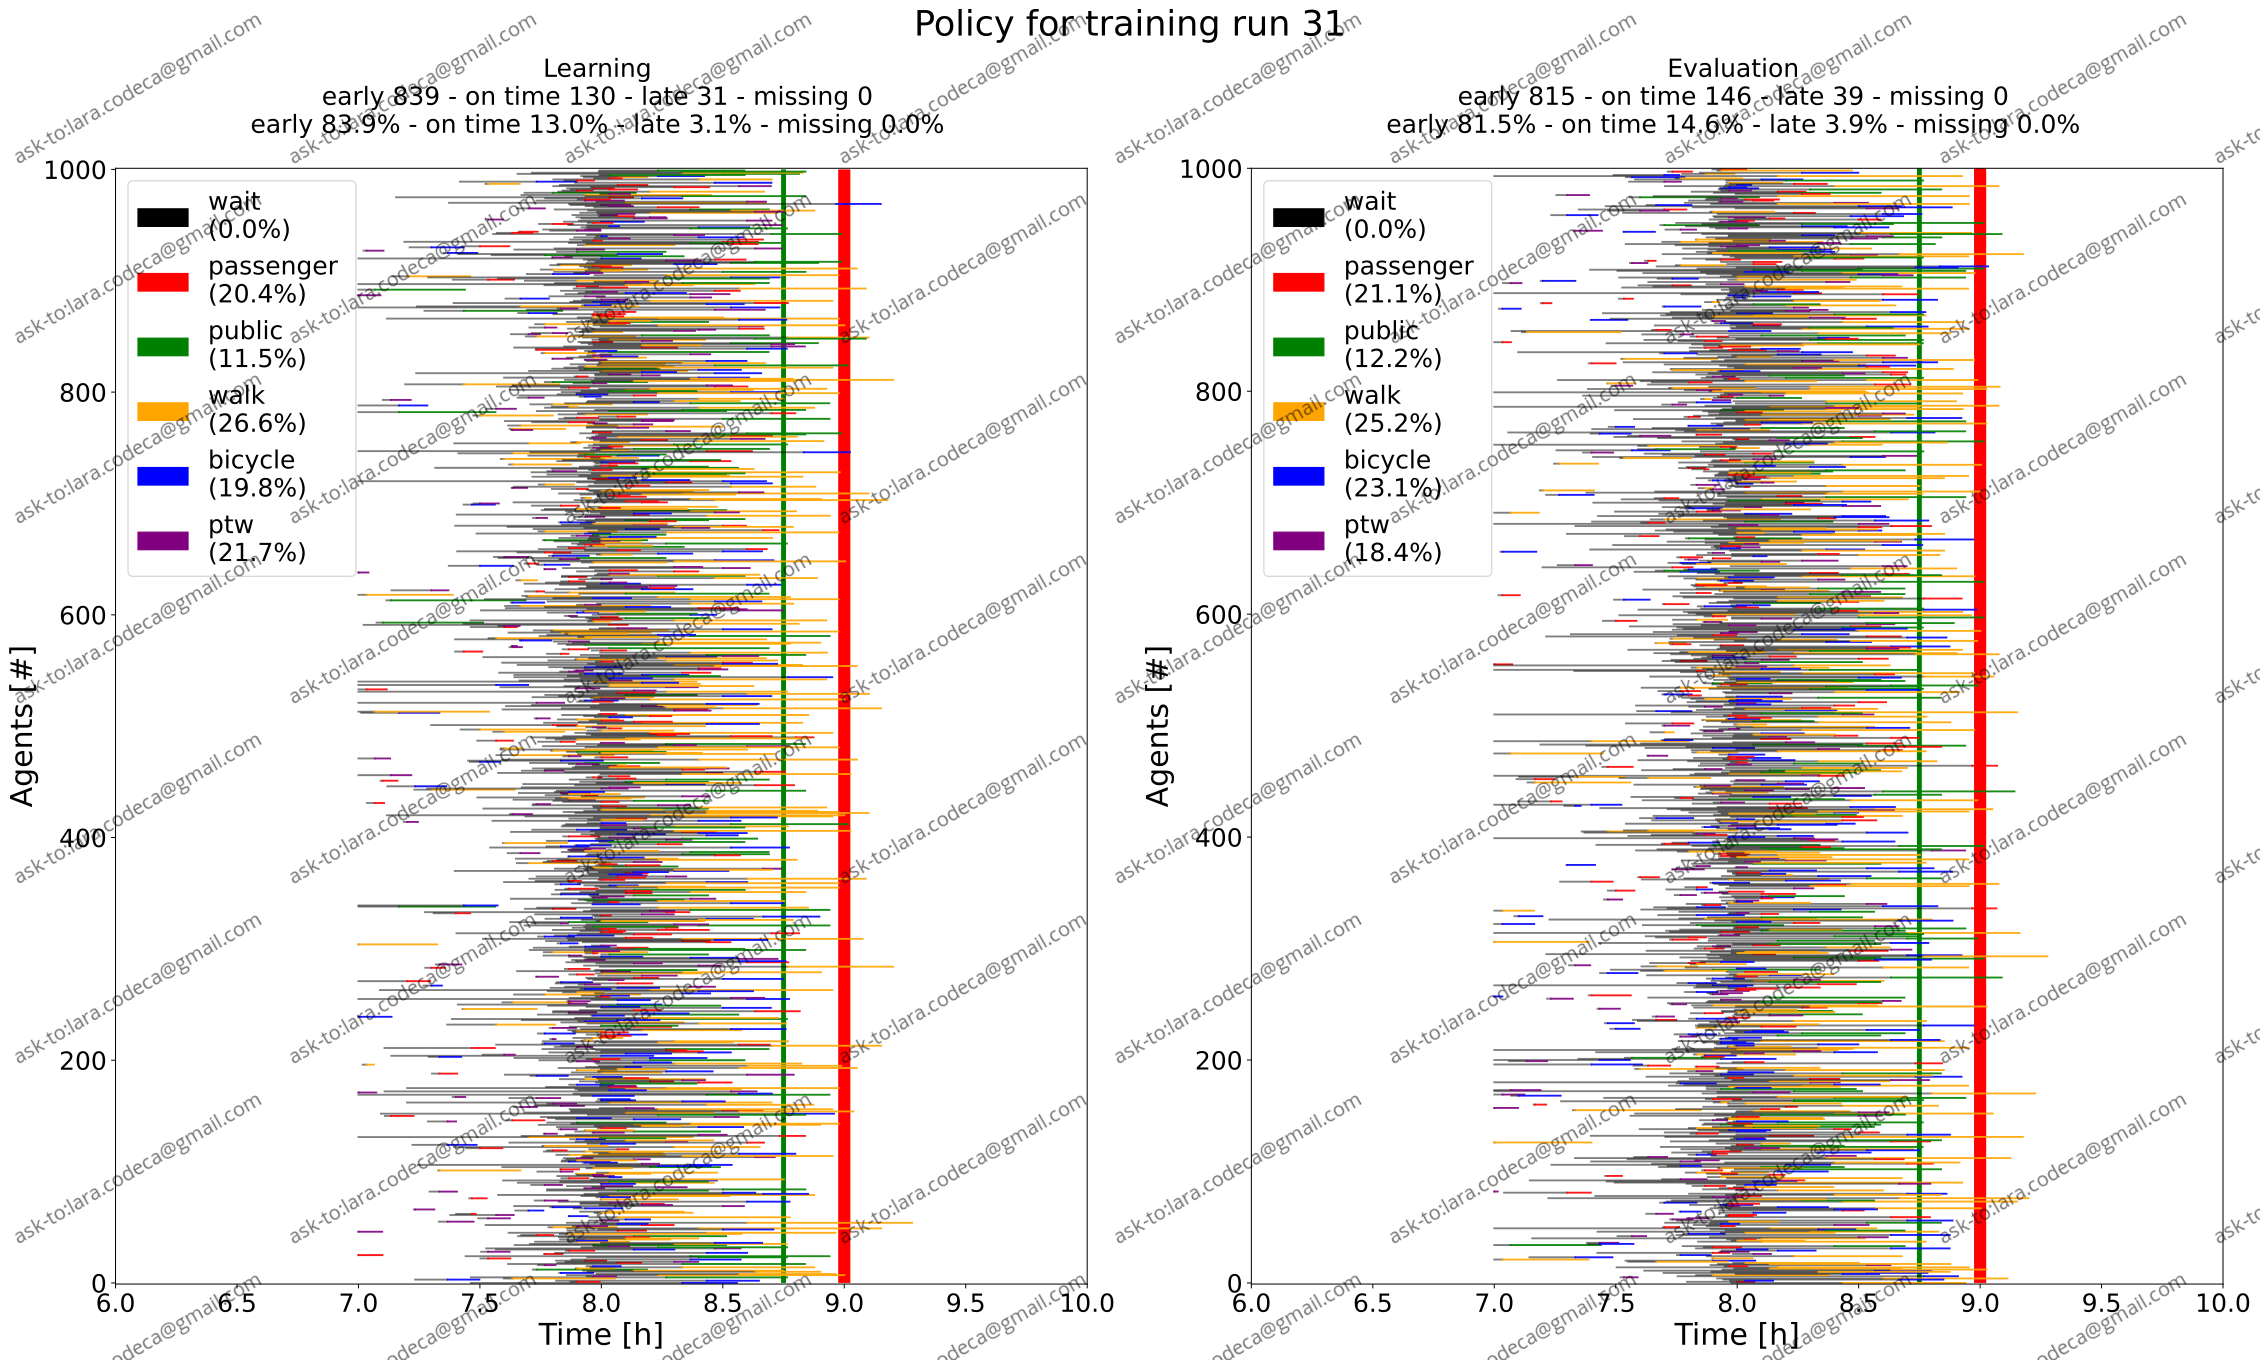 Policy for training run 31
Learning
early 839 - on time 130 - late 31 - missing 0
early 83.9% - on time 13.0% - late 3.1% - missing 0.0%
1000
800
600
400
200
0
Agents [#]
wait
(0.0%)
passenger
(20.4%)
public
(11.5%)
walk
(26.6%)
bicycle
(19.8%)
ptw
(21.7%)
6.0 6.5 7.0 7.5 8.0 8.5 9.0 9.5 10.0
Time [h]
Evaluation
early 815 - on time 146 - late 39 - missing 0
early 81.5% - on time 14.6% - late 3.9% - missing 0.0%
1000
800
600
400
200
0
Agents [#]
wait
(0.0%)
passenger
(21.1%)
public
(12.2%)
walk
(25.2%)
bicycle
(23.1%)
ptw
(18.4%)
6.0 6.5 7.0 7.5 8.0 8.5 9.0 9.5 10.0
Time [h]
ask-to:lara.codeca@gmail.com